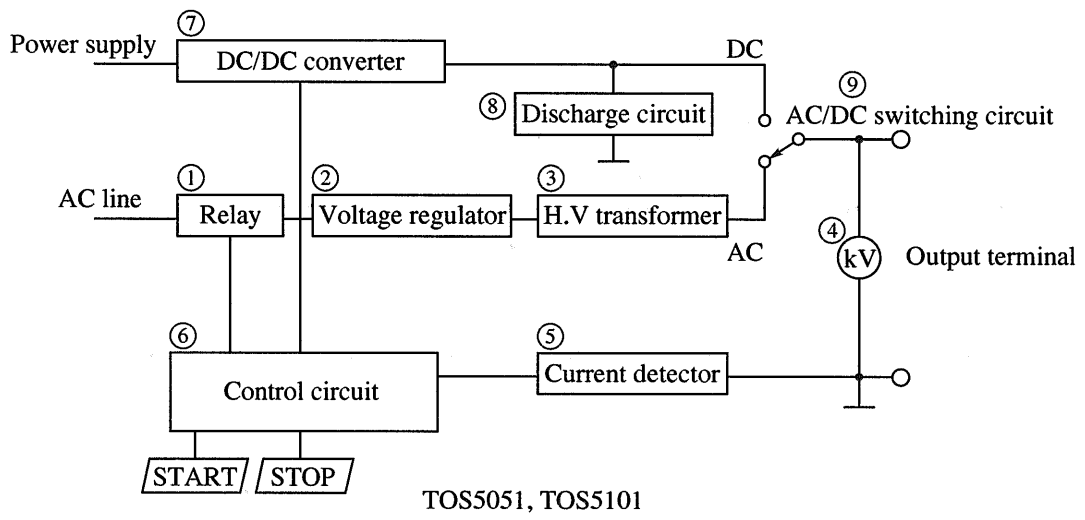 ⑦
Power supply
DC/DC converter
DC
⑧
Discharge circuit
⑨
AC/DC switching circuit
①
②
③
AC line
Relay
Voltage regulator
H.V transformer
AC
④
kV
Output terminal
⑥
⑤
Control circuit
Current detector
START
STOP
TOS5051, TOS5101